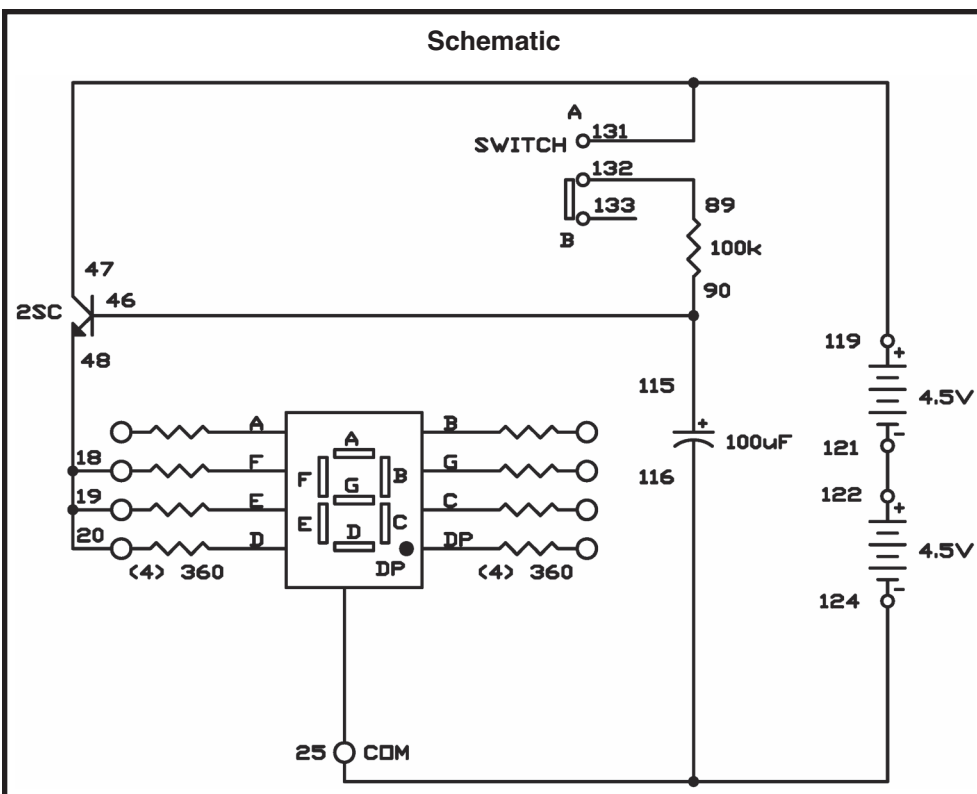 Schematic
A
SWITCH 131
132
133
B
89
100k
90
47
46
2SC
48
119
+
4.5V
-
121
122
+
4.5V
-
124
115
+
100uF
116
A
B
18
F
G
19
E
C
20
D
DP
A
F
B
G
E
C
D
DP
(4) 360
(4) 360
25 COM